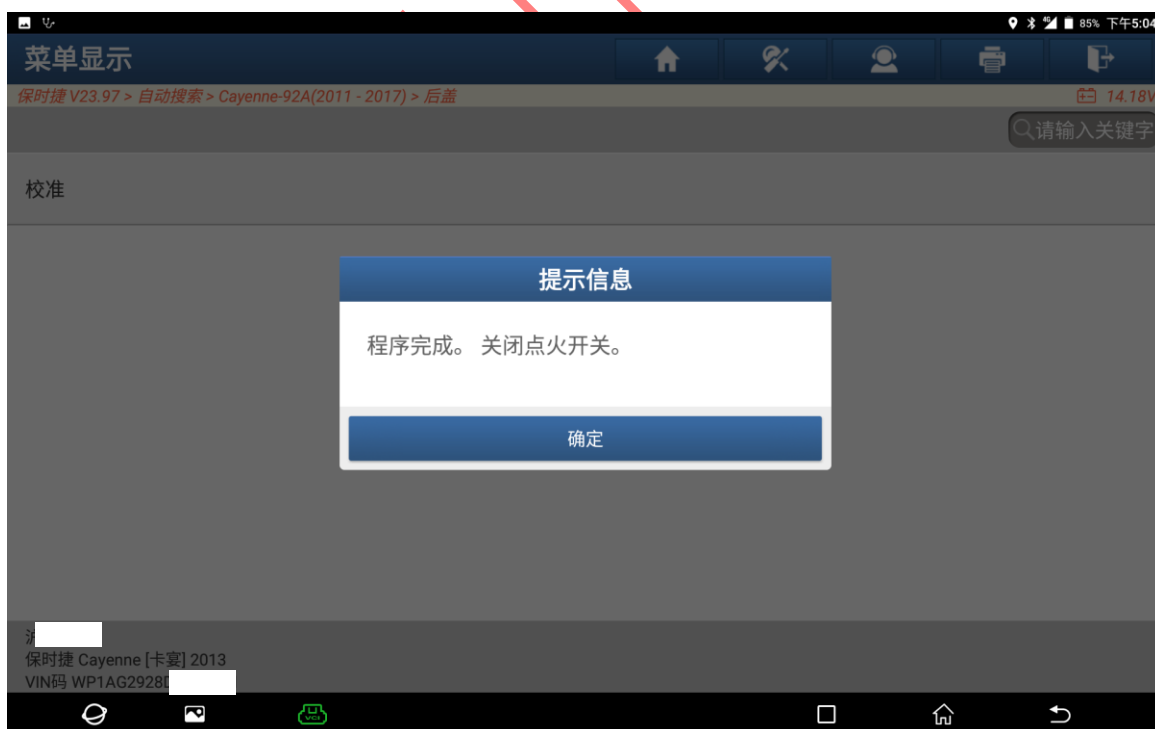 85% 下午5:04
菜单显示
保时捷 V23.97 > 自动搜索 > Cayenne-92A(2011 - 2017) > 后盖
14.18V
请输入关键字
校准
提示信息
程序完成。 关闭点火开关。
确定
保时捷 Cayenne [卡宴] 2013
VIN码 WP1AG2928D
VCI